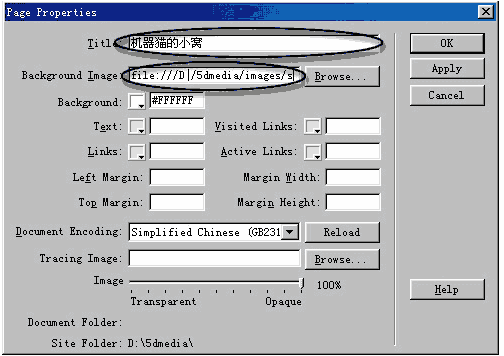 Page Properties
Title: 机器猫的小窝
OK
Background Image: file:///D|/5dmedia/images/s
Browse...
Apply
Background: #FFFFFF
Cancel
Text: Visited Links:
Links: Active Links:
Left Margin: Margin Width:
Top Margin: Margin Height:
Document Encoding: Simplified Chinese (GB231
Reload
Tracing Image:
Browse...
Image 100%
Transparent Opaque
Help
Document Folder:
Site Folder: D:\5dmedia\